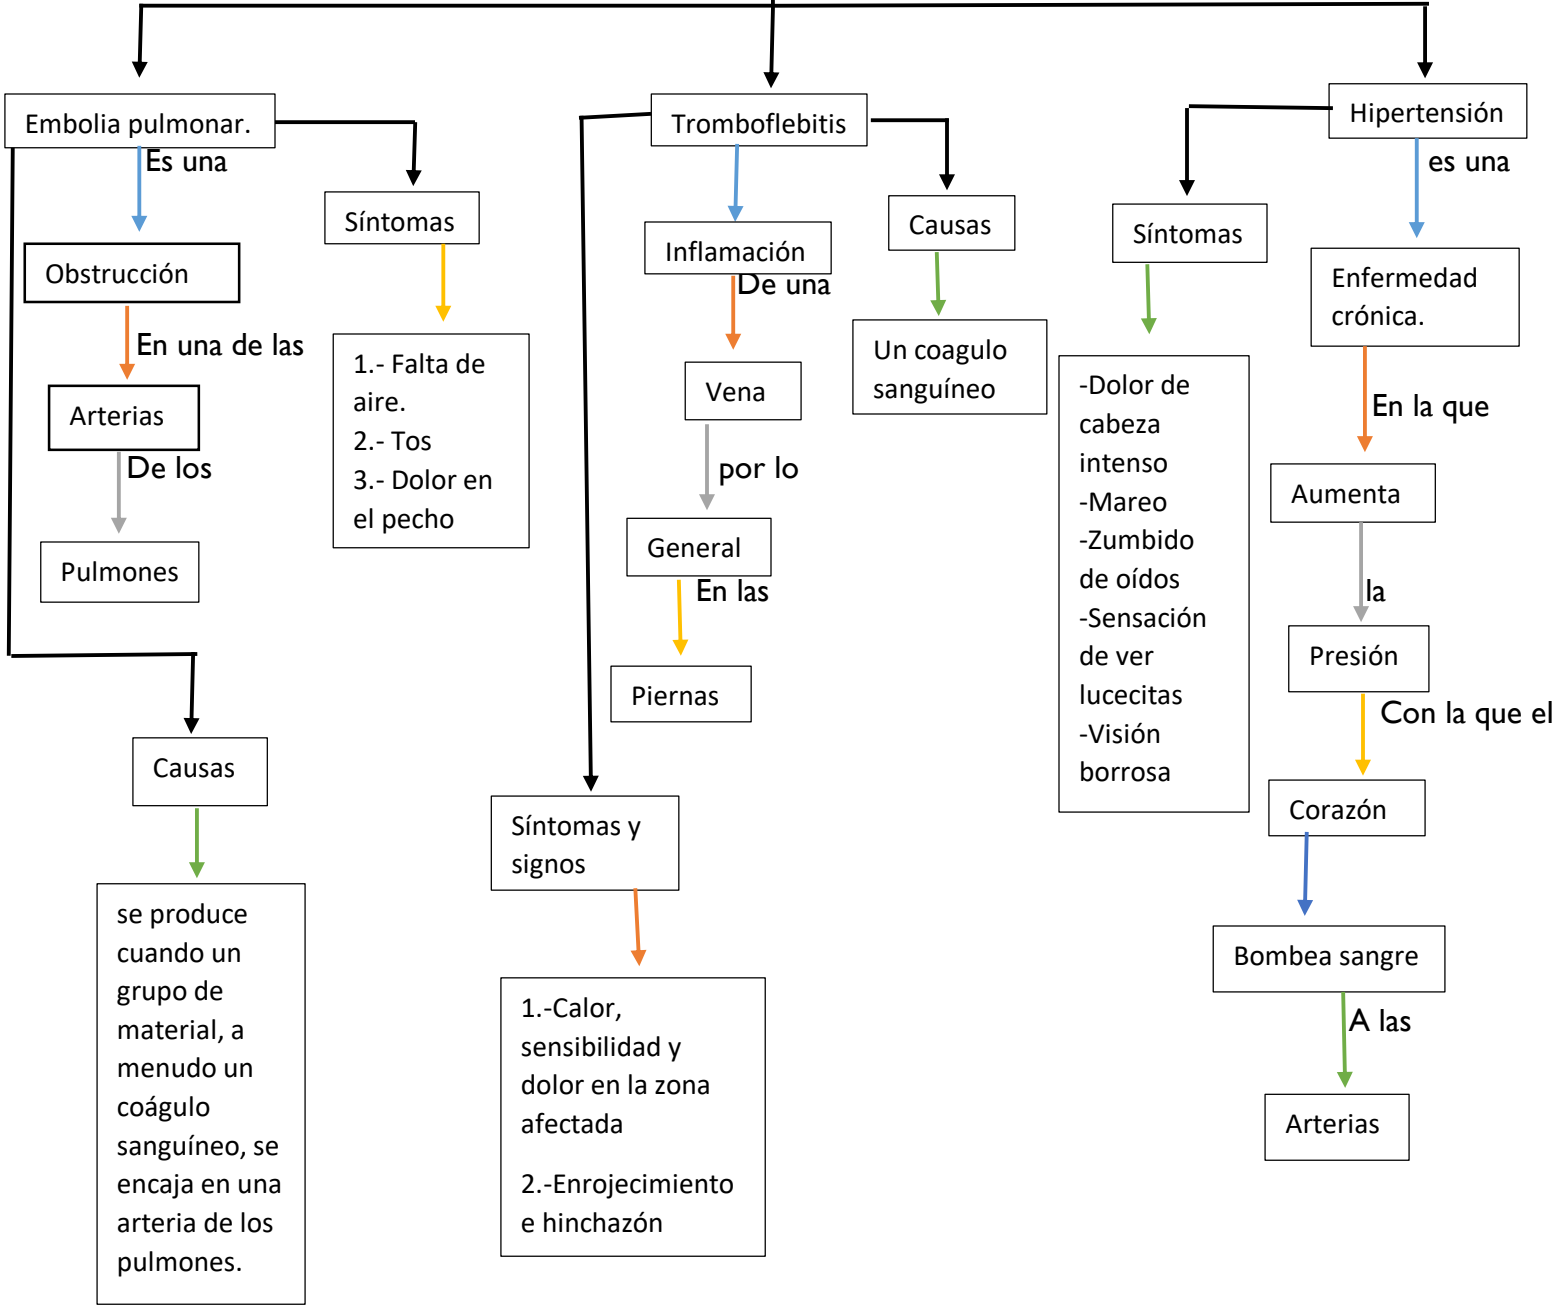 Embolia pulmonar.
Es una
Obstrucción
En una de las
Arterias
De los
Pulmones
Síntomas
1.- Falta de
aire.
2.- Tos
3.- Dolor en
el pecho
Causas
se produce
cuando un
grupo de
material, a
menudo un
coágulo
sanguíneo, se
encaja en una
arteria de los
pulmones.
Tromboflebitis
Inflamación
De una
Vena
por lo
General
En las
Piernas
Causas
Un coagulo
sanguíneo
Síntomas y
signos
1.-Calor,
sensibilidad y
dolor en la zona
afectada
2.-Enrojecimiento
e hinchazón
Hipertensión
es una
Enfermedad
crónica.
En la que
Aumenta
la
Presión
Con la que el
Corazón
Bombea sangre
A las
Arterias
Síntomas
-Dolor de
cabeza
intenso
-Mareo
-Zumbido
de oídos
-Sensación
de ver
lucecitas
-Visión
borrosa